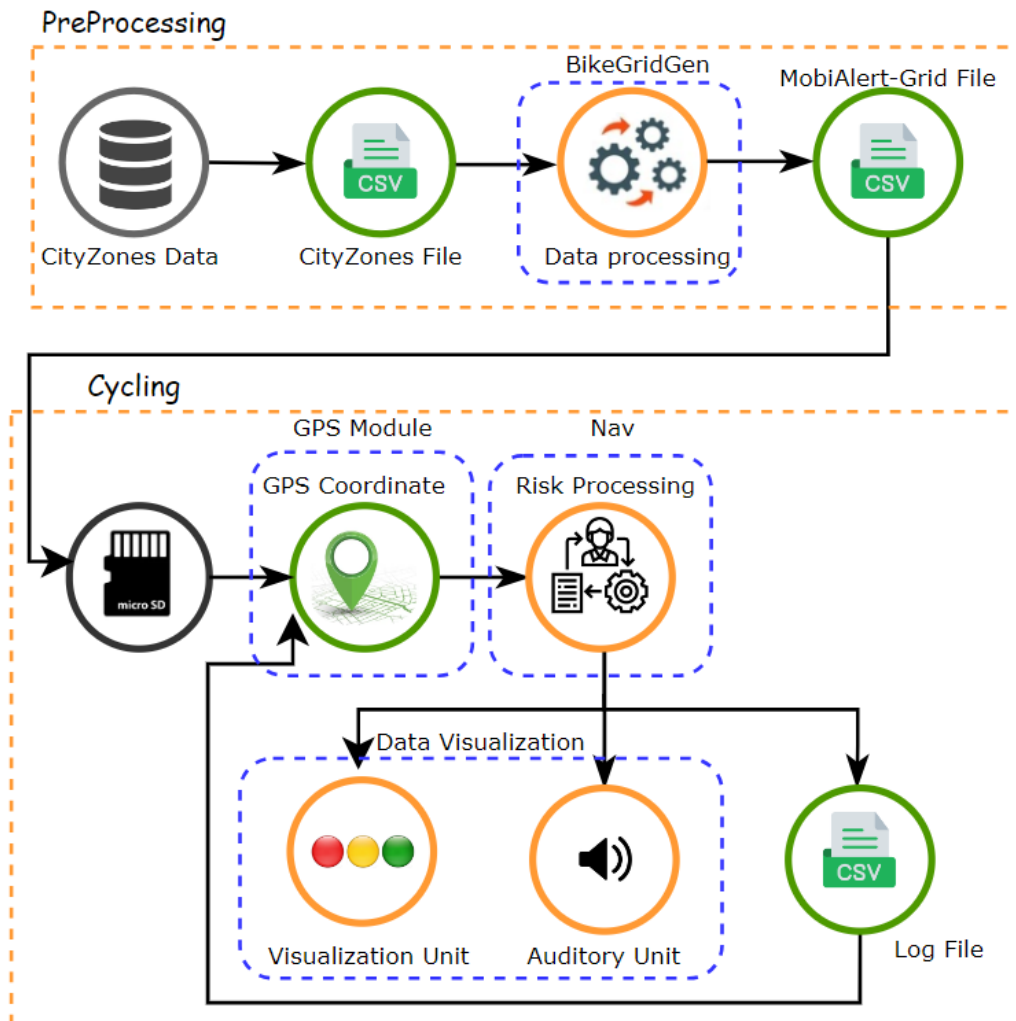 PreProcessing
BikeGridGen
MobiAlert-Grid File
CSV
CSV
CityZones Data
CityZones File
Data processing
Cycling
GPS Module
Nav
GPS Coordinate
Risk Processing
micro SD
Data Visualization
CSV
Visualization Unit
Auditory Unit
Log File